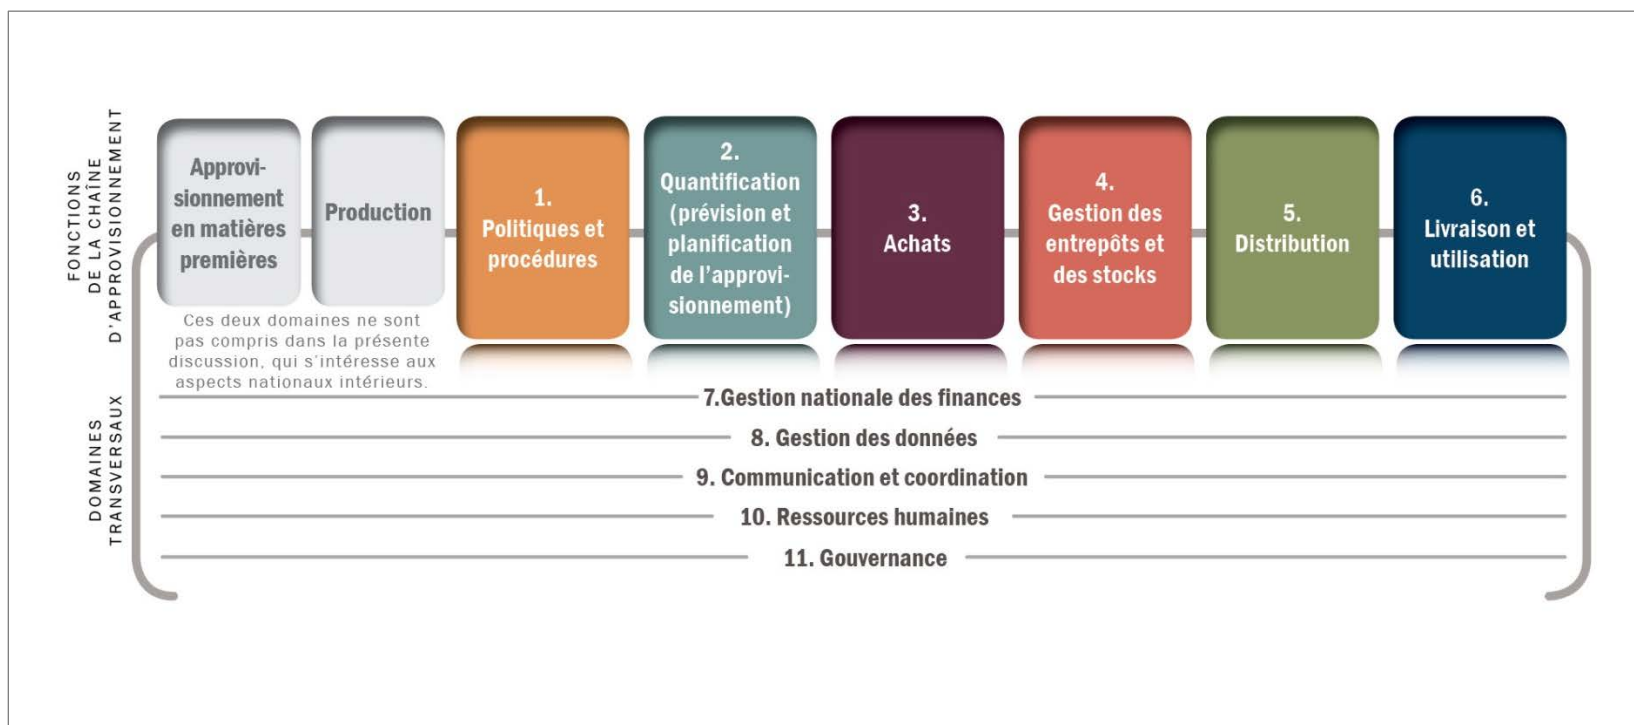 FONCTIONS
DE LA CHAÎNE
D'APPROVISIONNEMENT
Approvi-
sionnement
en matières
premières
Production
Ces deux domaines ne sont
pas compris dans la présente
discussion, qui s'intéresse aux
aspects nationaux intérieurs.
1.
Politiques et
procédures
2.
Quantification
(prévision et
planification
de l'approvi-
sionnement)
3.
Achats
4.
Gestion des
entrepôts et
des stocks
5.
Distribution
6.
Livraison et
utilisation
DOMAINES
TRANSVERSAUX
7.Gestion nationale des finances
8. Gestion des données
9. Communication et coordination
10. Ressources humaines
11. Gouvernance